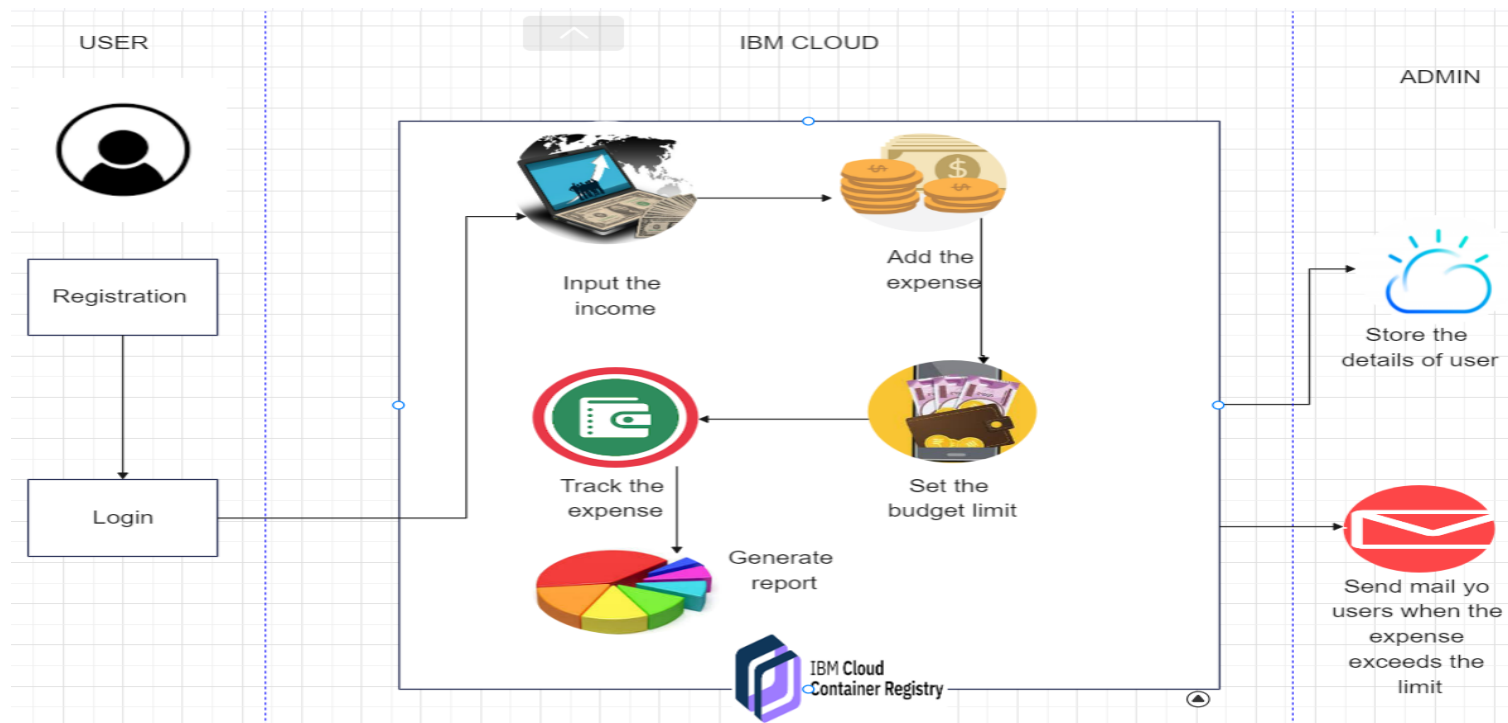 USER
IBM CLOUD
ADMIN
Registration
Login
Input the
income
Add the
expense
Track the
expense
Set the
budget limit
Generate
report
IBM Cloud
Container Registry
Store the
details of user
Send mail yo
users when the
expense
exceeds the
limit